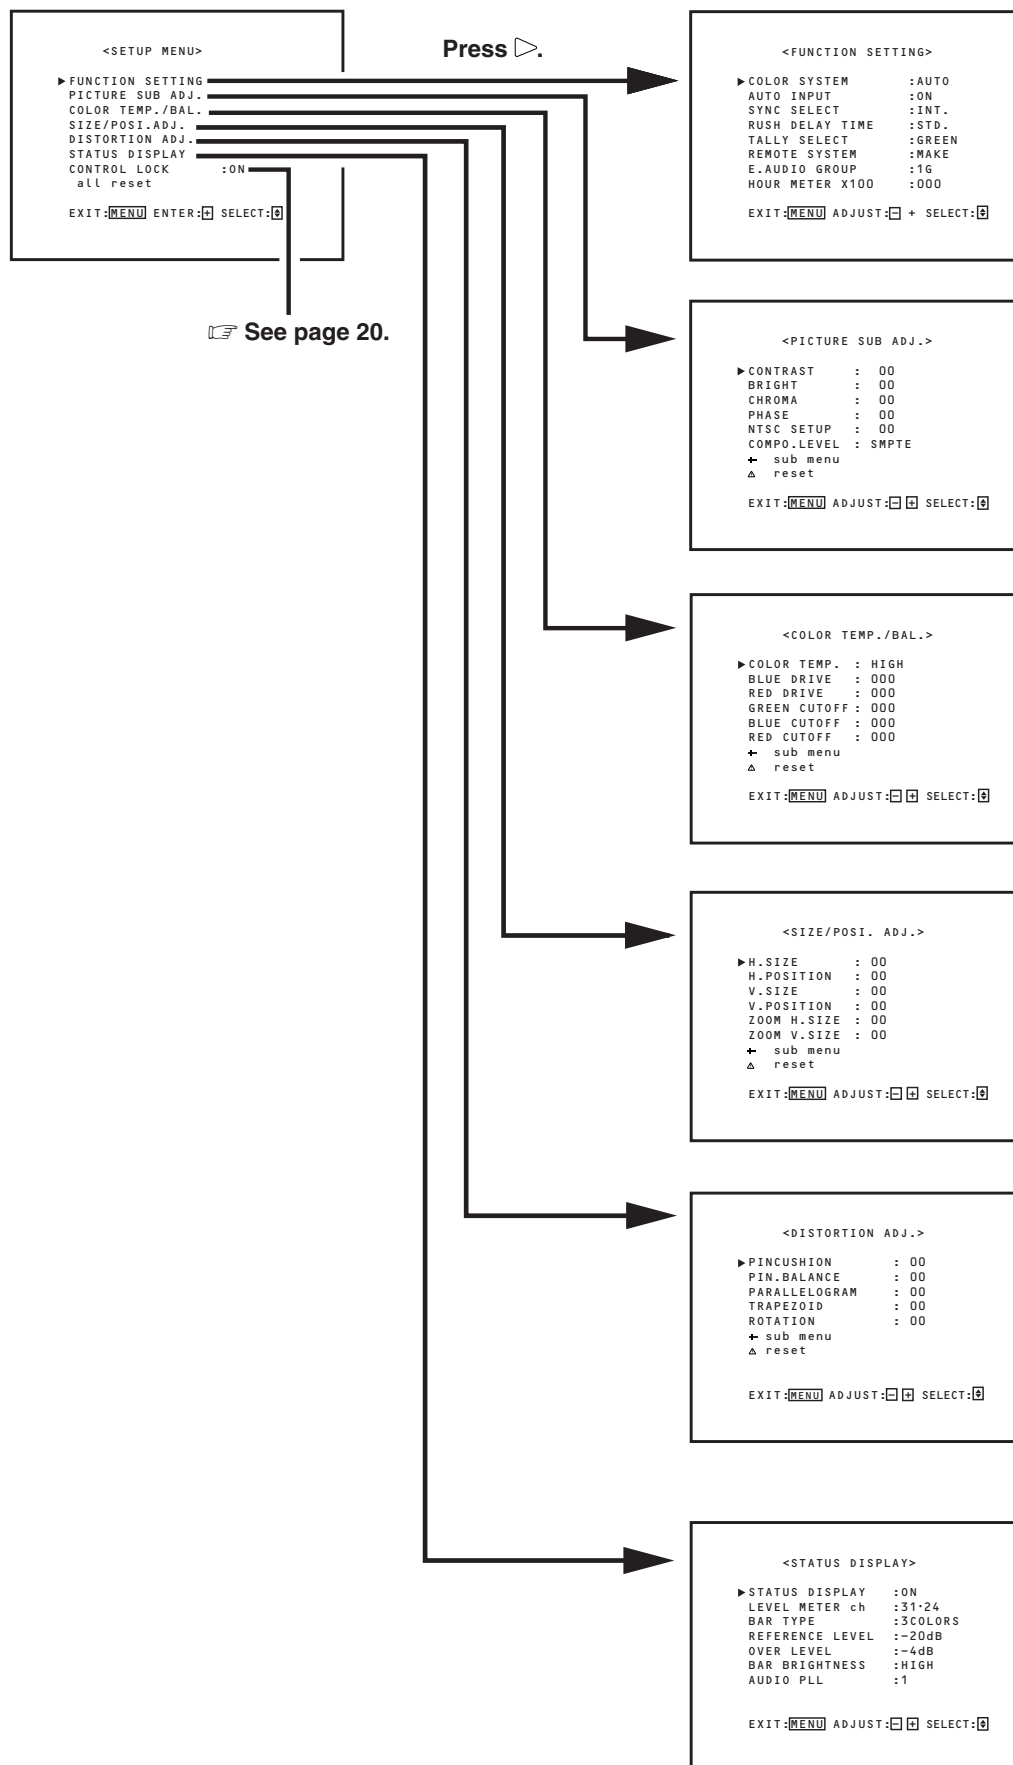 <SETUP MENU>
▶FUNCTION SETTING
PICTURE SUB ADJ.
COLOR TEMP./BAL.
SIZE/POSI.ADJ.
DISTORTION ADJ.
STATUS DISPLAY
CONTROL LOCK :ON
all reset
EXIT:MENU ENTER:+ SELECT:
☞ See page 20.
Press ▷.
<FUNCTION SETTING>
▶COLOR SYSTEM :AUTO
AUTO INPUT :ON
SYNC SELECT :INT.
RUSH DELAY TIME :STD.
TALLY SELECT :GREEN
REMOTE SYSTEM :MAKE
E.AUDIO GROUP :1G
HOUR METER X100 :000
EXIT:MENU ADJUST:- + SELECT:
<PICTURE SUB ADJ.>
▶CONTRAST : 00
BRIGHT : 00
CHROMA : 00
PHASE : 00
NTSC SETUP : 00
COMPO.LEVEL : SMPTE
sub menu
reset
EXIT:MENU ADJUST:- + SELECT:
<COLOR TEMP./BAL.>
▶COLOR TEMP. : HIGH
BLUE DRIVE : 000
RED DRIVE : 000
GREEN CUTOFF : 000
BLUE CUTOFF : 000
RED CUTOFF : 000
sub menu
reset
EXIT:MENU ADJUST:- + SELECT:
<SIZE/POSI. ADJ.>
▶H.SIZE : 00
H.POSITION : 00
V.SIZE : 00
V.POSITION : 00
ZOOM H.SIZE : 00
ZOOM V.SIZE : 00
sub menu
reset
EXIT:MENU ADJUST:- + SELECT:
<DISTORTION ADJ.>
▶PINCUSHION : 00
PIN.BALANCE : 00
PARALLELOGRAM : 00
TRAPEZOID : 00
ROTATION : 00
sub menu
reset
EXIT:MENU ADJUST:- + SELECT:
<STATUS DISPLAY>
▶STATUS DISPLAY :ON
LEVEL METER ch :31·24
BAR TYPE :3COLORS
REFERENCE LEVEL :-20dB
OVER LEVEL :-4dB
BAR BRIGHTNESS :HIGH
AUDIO PLL :1
EXIT:MENU ADJUST:- + SELECT: